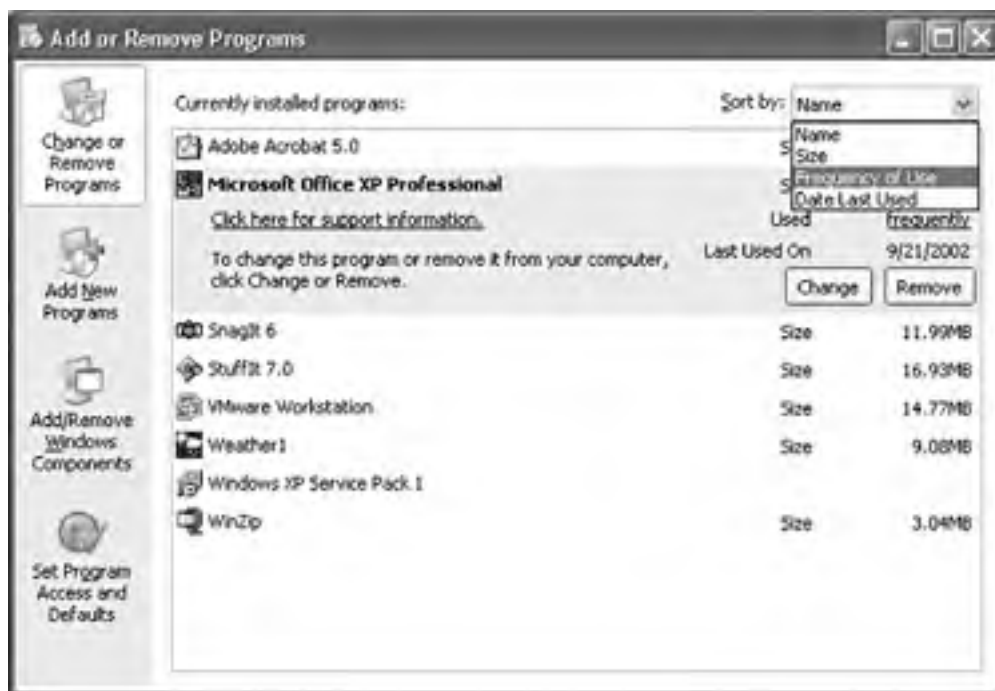 Add or Remove Programs
Change or
Remove
Programs
Add New
Programs
Add/Remove
Windows
Components
Set Program
Access and
Defaults
Currently installed programs:
Sort by: Name
Name
Size
Frequency of Use
Date Last Used
Adobe Acrobat 5.0
Microsoft Office XP Professional
Click here for support information.
Used frequently
Last Used On 9/21/2002
To change this program or remove it from your computer,
click Change or Remove.
Change Remove
SnagIt 6 Size 11.99MB
StuffIt 7.0 Size 16.93MB
VMware Workstation Size 14.77MB
Weather1 Size 9.08MB
Windows XP Service Pack 1
WinZip Size 3.04MB